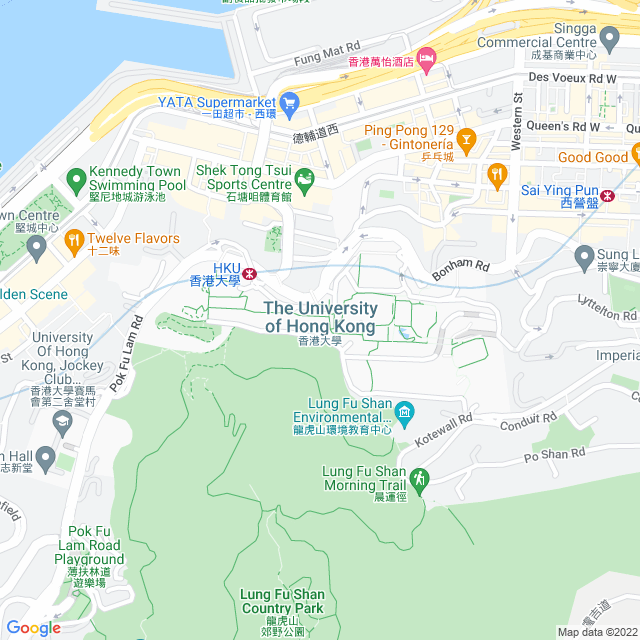 Fung Mat Rd
Singga
Commercial Centre
成基商業中心
香港萬怡酒店
Des Voeux Rd W
YATA Supermarket
一田超市 - 西環
德輔道西
Western St
Queen's Rd W
Ping Pong 129
- Gintonería
乒乓城
Good Good
Kennedy Town
Swimming Pool
堅尼地城游泳池
Shek Tong Tsui
Sports Centre
石塘咀體育館
Sai Ying Pun
西營盤
own Centre
堅城中心
Twelve Flavors
十二味
HKU
香港大學
Bonham Rd
Sung L
崇寧大廈
lden Scene
Lyttelton Rd
The University
of Hong Kong
香港大學
Pok Fu Lam Rd
St
University
Of Hong
Kong, Jockey
Club...
香港大學賽馬
會第二舍堂村
Imperia
Lung Fu Shan
Environmental...
龍虎山環境教育中心
Kotewall Rd
Conduit Rd
n Hall
志新堂
Po Shan Rd
Lung Fu Shan
Morning Trail
晨運徑
Pok Fu
Lam Road
Playground
薄扶林道
遊樂場
Lung Fu Shan
Country Park
龍虎山
郊野公園
Google
Map data ©2022